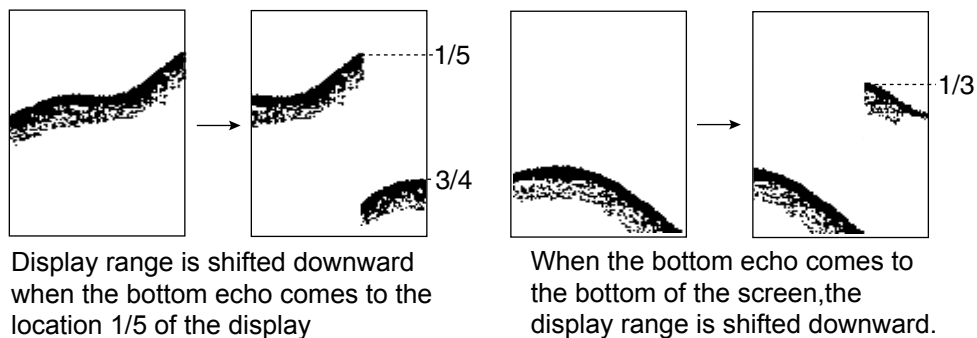 1/5
3/4
1/3
Display range is shifted downward
when the bottom echo comes to the
location 1/5 of the display
When the bottom echo comes to
the bottom of the screen,the
display range is shifted downward.